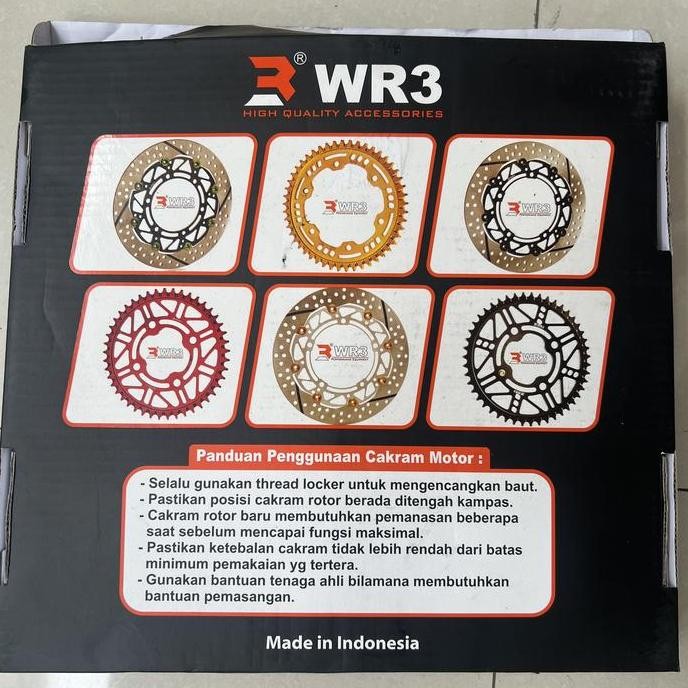 R® WR3
HIGH QUALITY ACCESSORIES
WR3
WR3
WR3
WR3
WR3
WR3
Panduan Penggunaan Cakram Motor :
- Selalu gunakan thread locker untuk mengencangkan baut.
- Pastikan posisi cakram rotor berada ditengah kampas.
- Cakram rotor baru membutuhkan pemanasan beberapa
saat sebelum mencapai fungsi maksimal.
- Pastikan ketebalan cakram tidak lebih rendah dari batas
minimum pemakaian yg tertera.
- Gunakan bantuan tenaga ahli bilamana membutuhkan
bantuan pemasangan.
Made in Indonesia